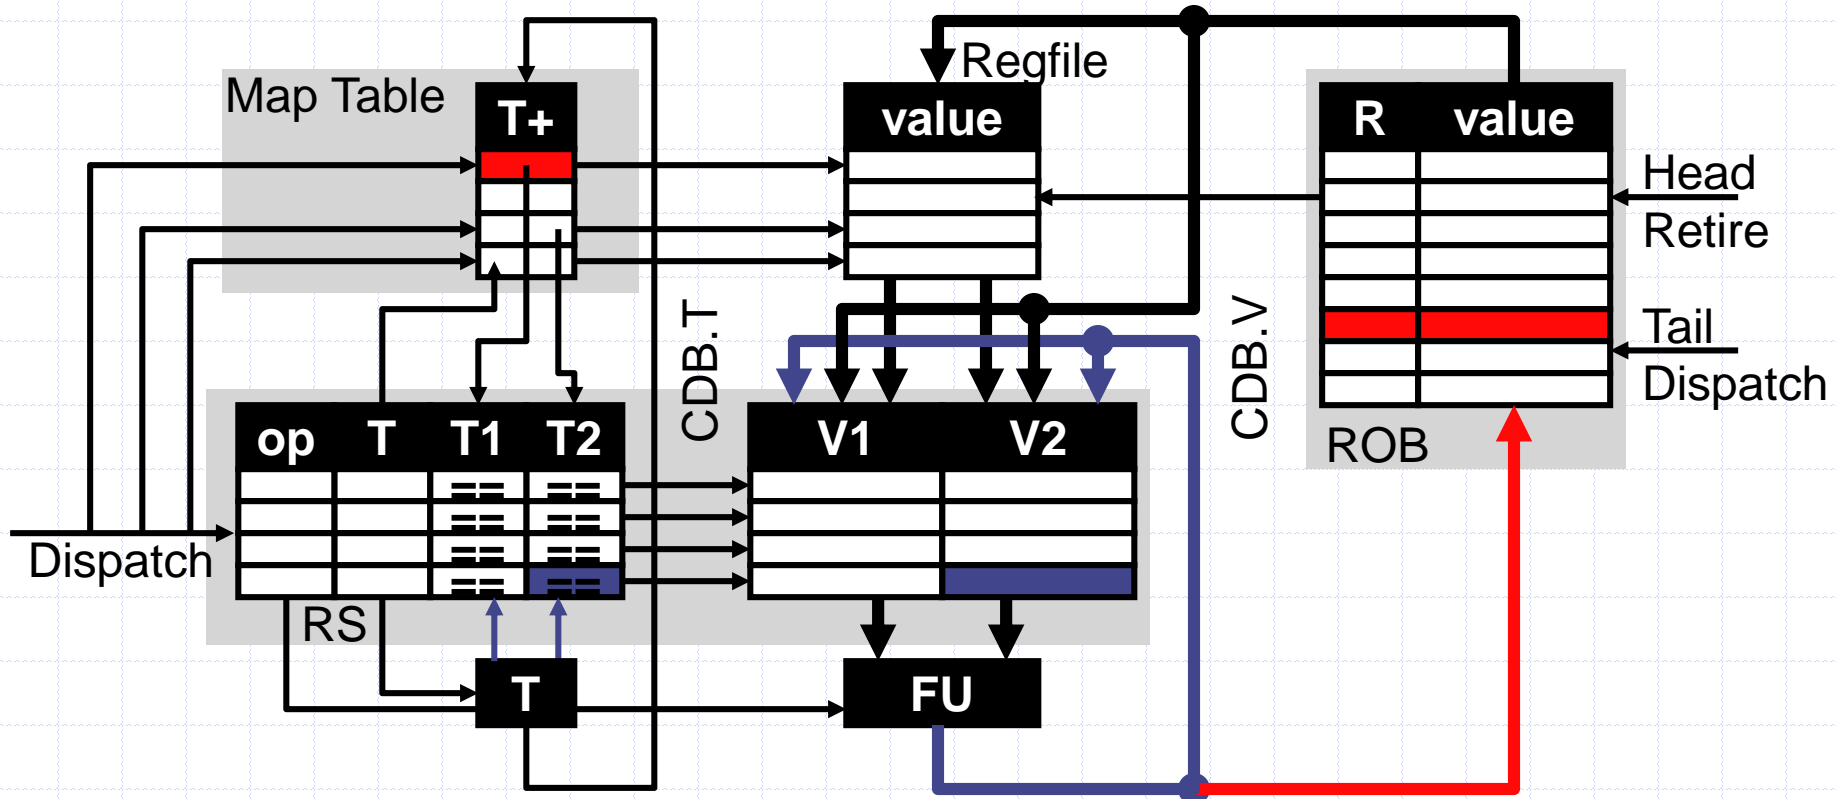 Map Table
T+
Regfile
value
R value
Head
Retire
Tail
Dispatch
ROB
CDB.T
CDB.V
op T T1 T2
V1 V2
== ==
== ==
== ==
== ==
Dispatch
RS
T
FU